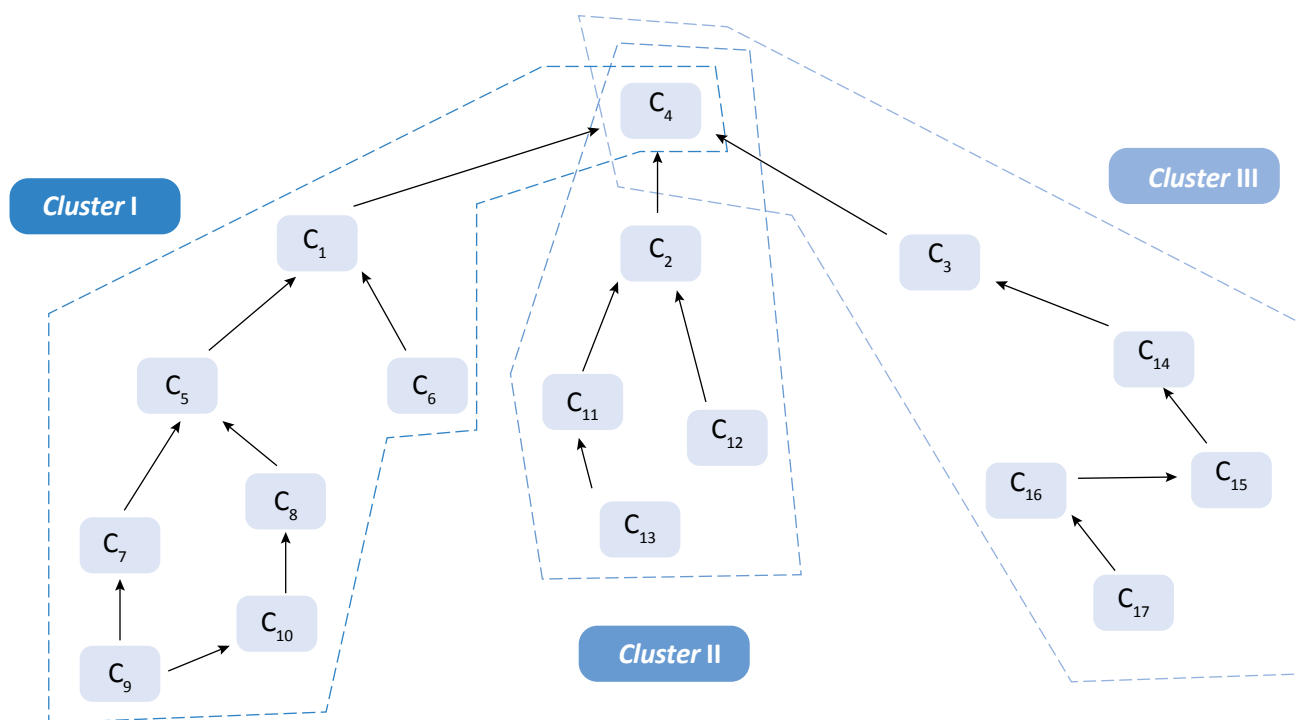 C4
Cluster III
Cluster I
C1
C2
C3
C14
C5
C6
C11
C12
C15
C16
C8
C13
C7
C17
C10
Cluster II
C9